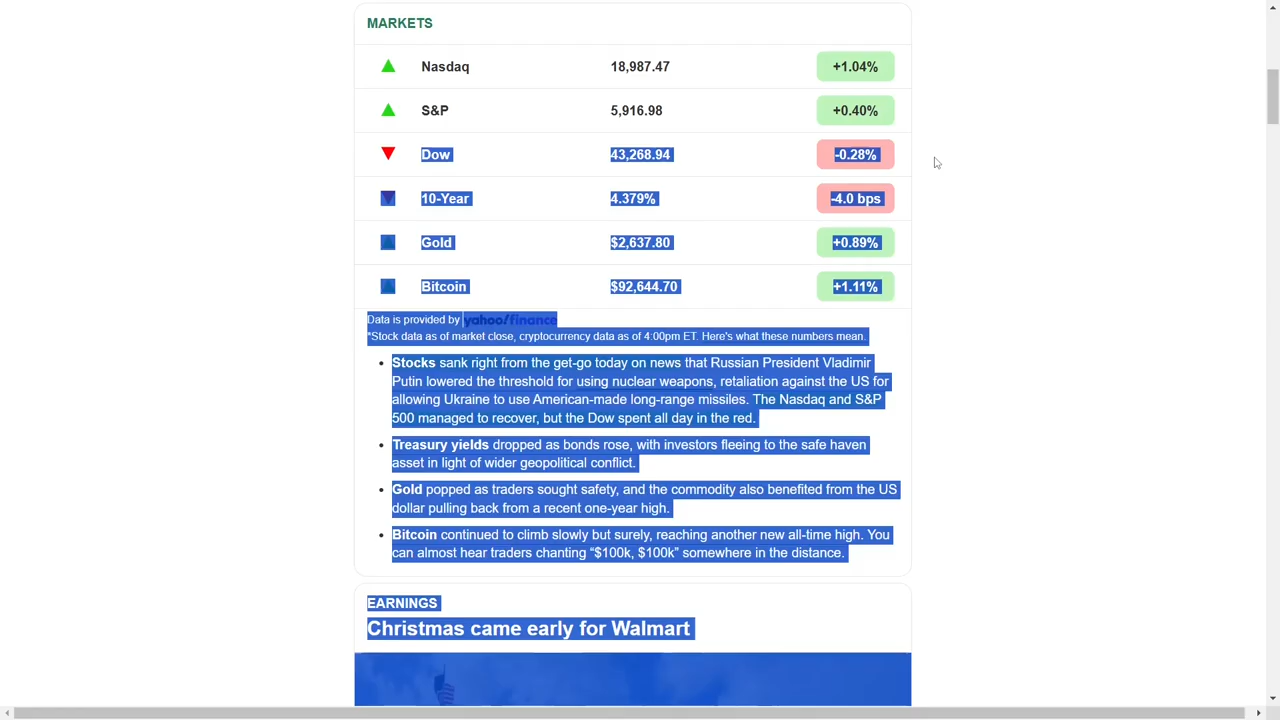 MARKETS
Nasdaq 18,987.47 +1.04%
S&P 5,916.98 +0.40%
Dow 43,268.94 -0.28%
10-Year 4.379% -4.0 bps
Gold $2,637.80 +0.89%
Bitcoin $92,644.70 +1.11%
Data is provided by yahoo/finance
*Stock data as of market close, cryptocurrency data as of 4:00pm ET. Here's what these numbers mean.
• Stocks sank right from the get-go today on news that Russian President Vladimir
Putin lowered the threshold for using nuclear weapons, retaliation against the US for
allowing Ukraine to use American-made long-range missiles. The Nasdaq and S&P
500 managed to recover, but the Dow spent all day in the red.
• Treasury yields dropped as bonds rose, with investors fleeing to the safe haven
asset in light of wider geopolitical conflict.
• Gold popped as traders sought safety, and the commodity also benefited from the US
dollar pulling back from a recent one-year high.
• Bitcoin continued to climb slowly but surely, reaching another new all-time high. You
can almost hear traders chanting “$100k, $100k” somewhere in the distance.
EARNINGS
Christmas came early for Walmart